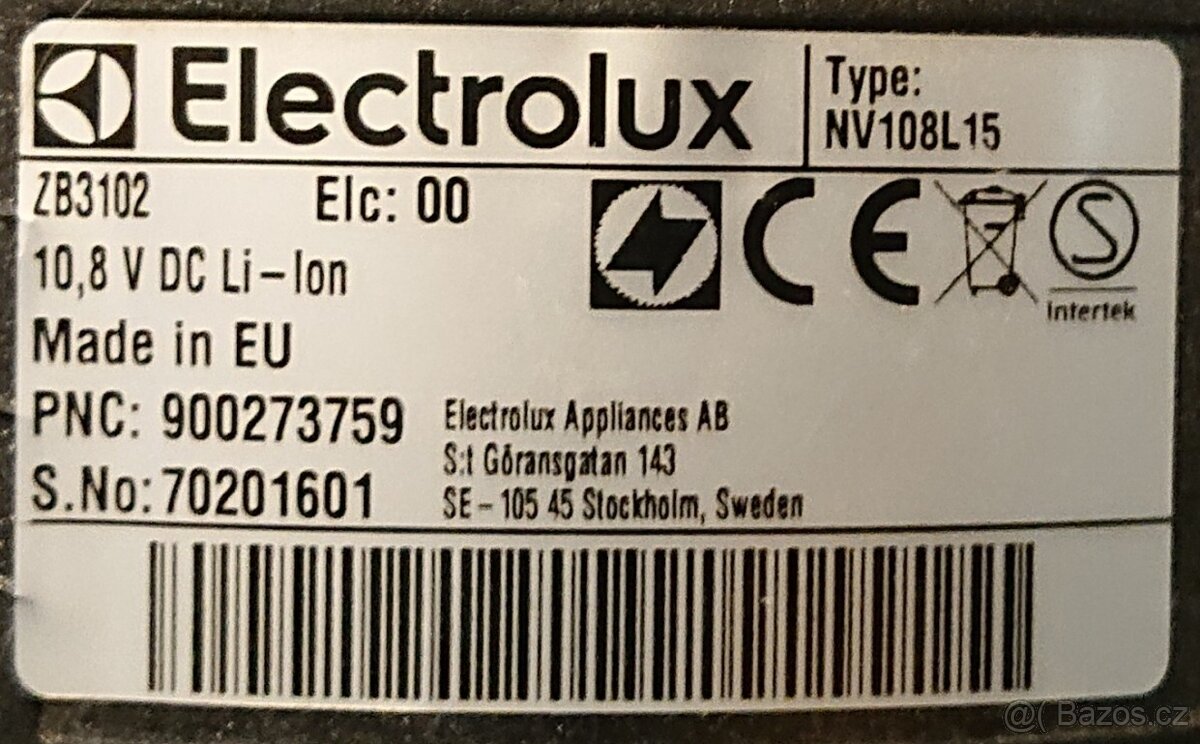 Electrolux
Type:
NV108L15
ZB3102 Elc: 00
10,8 V DC Li-Ion
Made in EU
PNC: 900273759
S.No: 70201601
Electrolux Appliances AB
S:t Göransgatan 143
SE - 105 45 Stockholm, Sweden
CE
S
Intertek
@( Bazos.cz